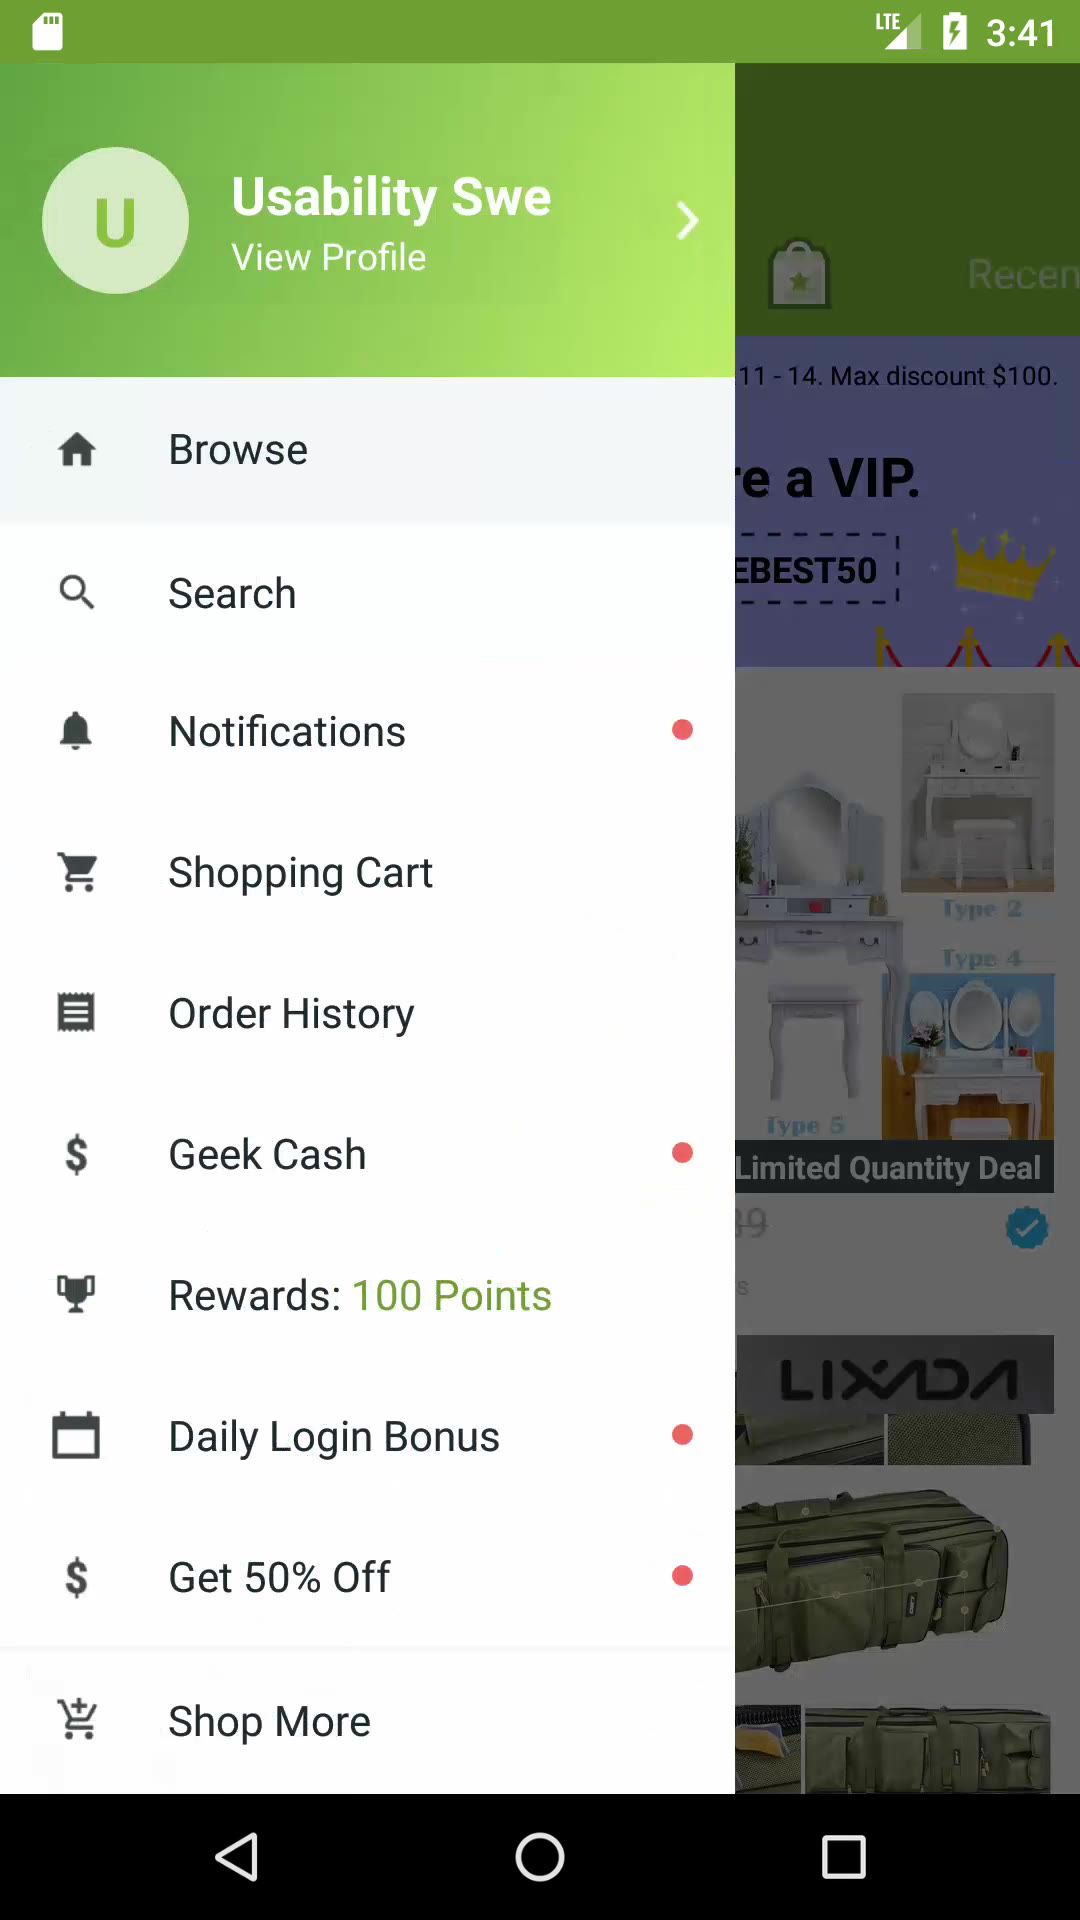 LTE 3:41
U
Usability Swe
View Profile
Recen
11 - 14. Max discount $100.
re a VIP.
EBEST50
Browse
Search
Notifications
Shopping Cart
Order History
Geek Cash
Rewards: 100 Points
Daily Login Bonus
Get 50% Off
Shop More
Type 2
Type 4
Type 5
Limited Quantity Deal
39
s
LIXADA